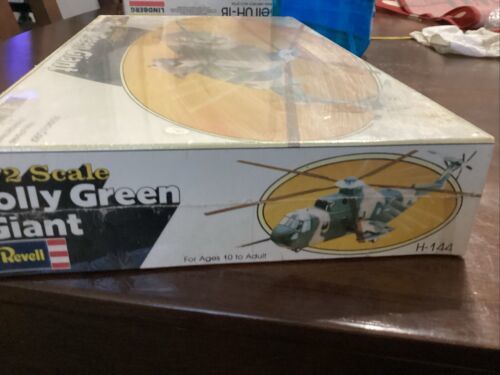 LINDBERG
ell UH-1B
/2 Scale
olly Green
Giant
Revell
For Ages 10 to Adult
H-144